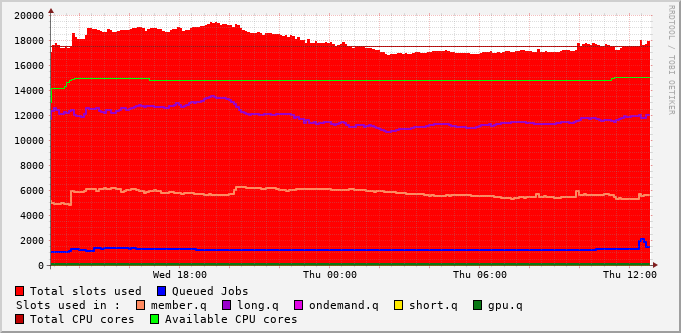 20000
18000
16000
14000
12000
10000
8000
6000
4000
2000
0
Wed 18:00 Thu 00:00 Thu 06:00 Thu 12:00
RRDTOOL / TOBI OETIKER
Total slots used Queued Jobs
Slots used in : member.q long.q ondemand.q short.q gpu.q
Total CPU cores Available CPU cores